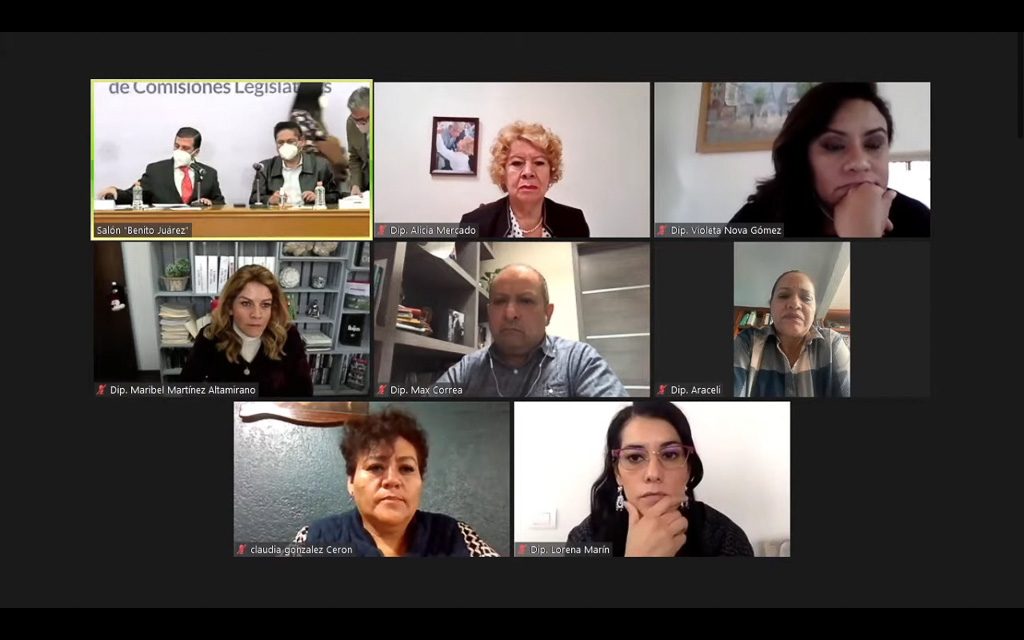 de Comisiones Legislativas
Salón "Benito Juárez"
Dip. Alicia Mercado
Dip. Violeta Nova Gómez
Dip. Maribel Martínez Altamirano
Dip. Max Correa
Dip. Araceli
claudia gonzalez Ceron
Dip. Lorena Marín